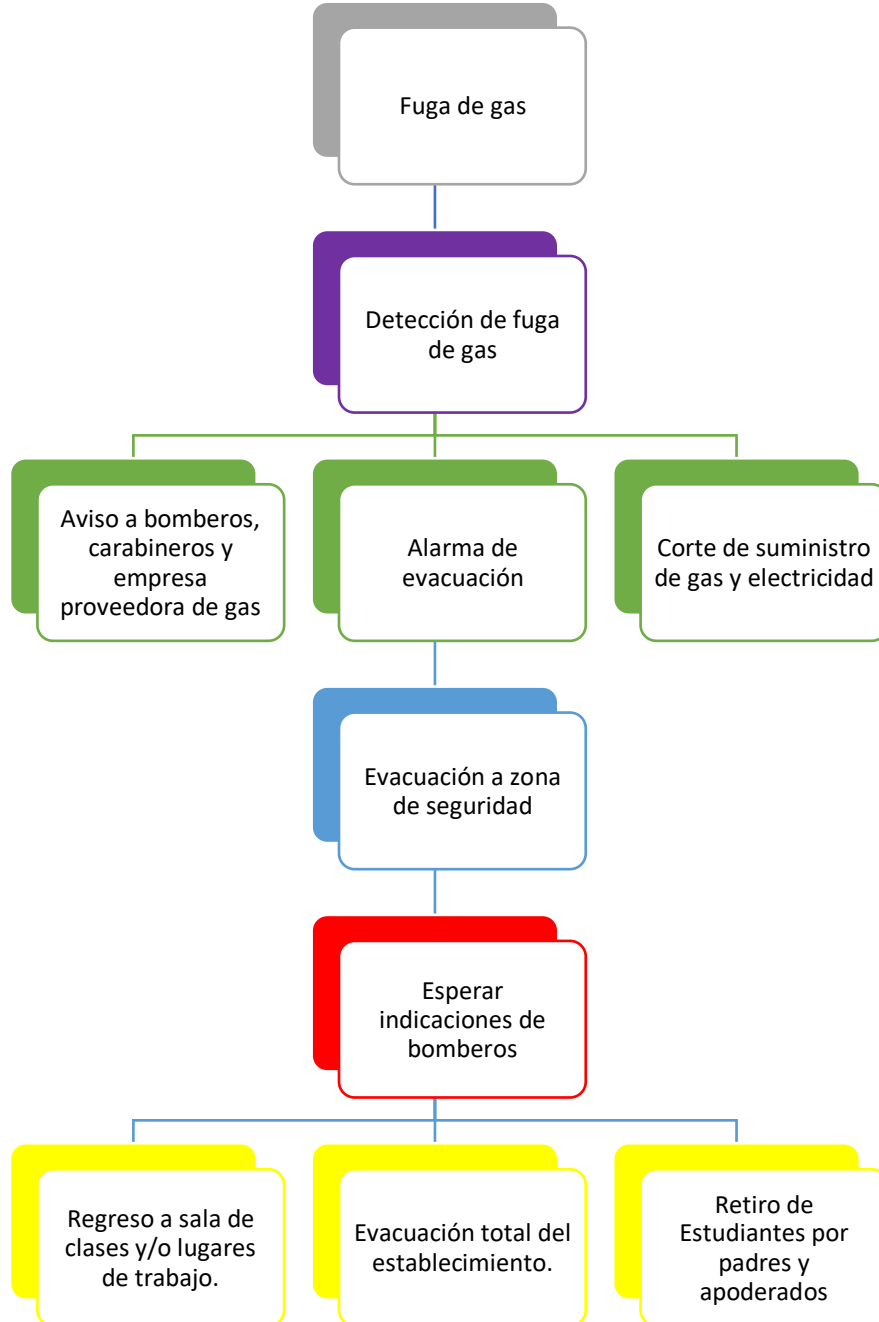 Fuga de gas
Detección de fuga
de gas
Aviso a bomberos,
carabineros y
empresa
proveedora de gas
Alarma de
evacuación
Corte de suministro
de gas y electricidad
Evacuación a zona
de seguridad
Esperar
indicaciones de
bomberos
Regreso a sala de
clases y/o lugares
de trabajo.
Evacuación total del
establecimiento.
Retiro de
Estudiantes por
padres y
apoderados